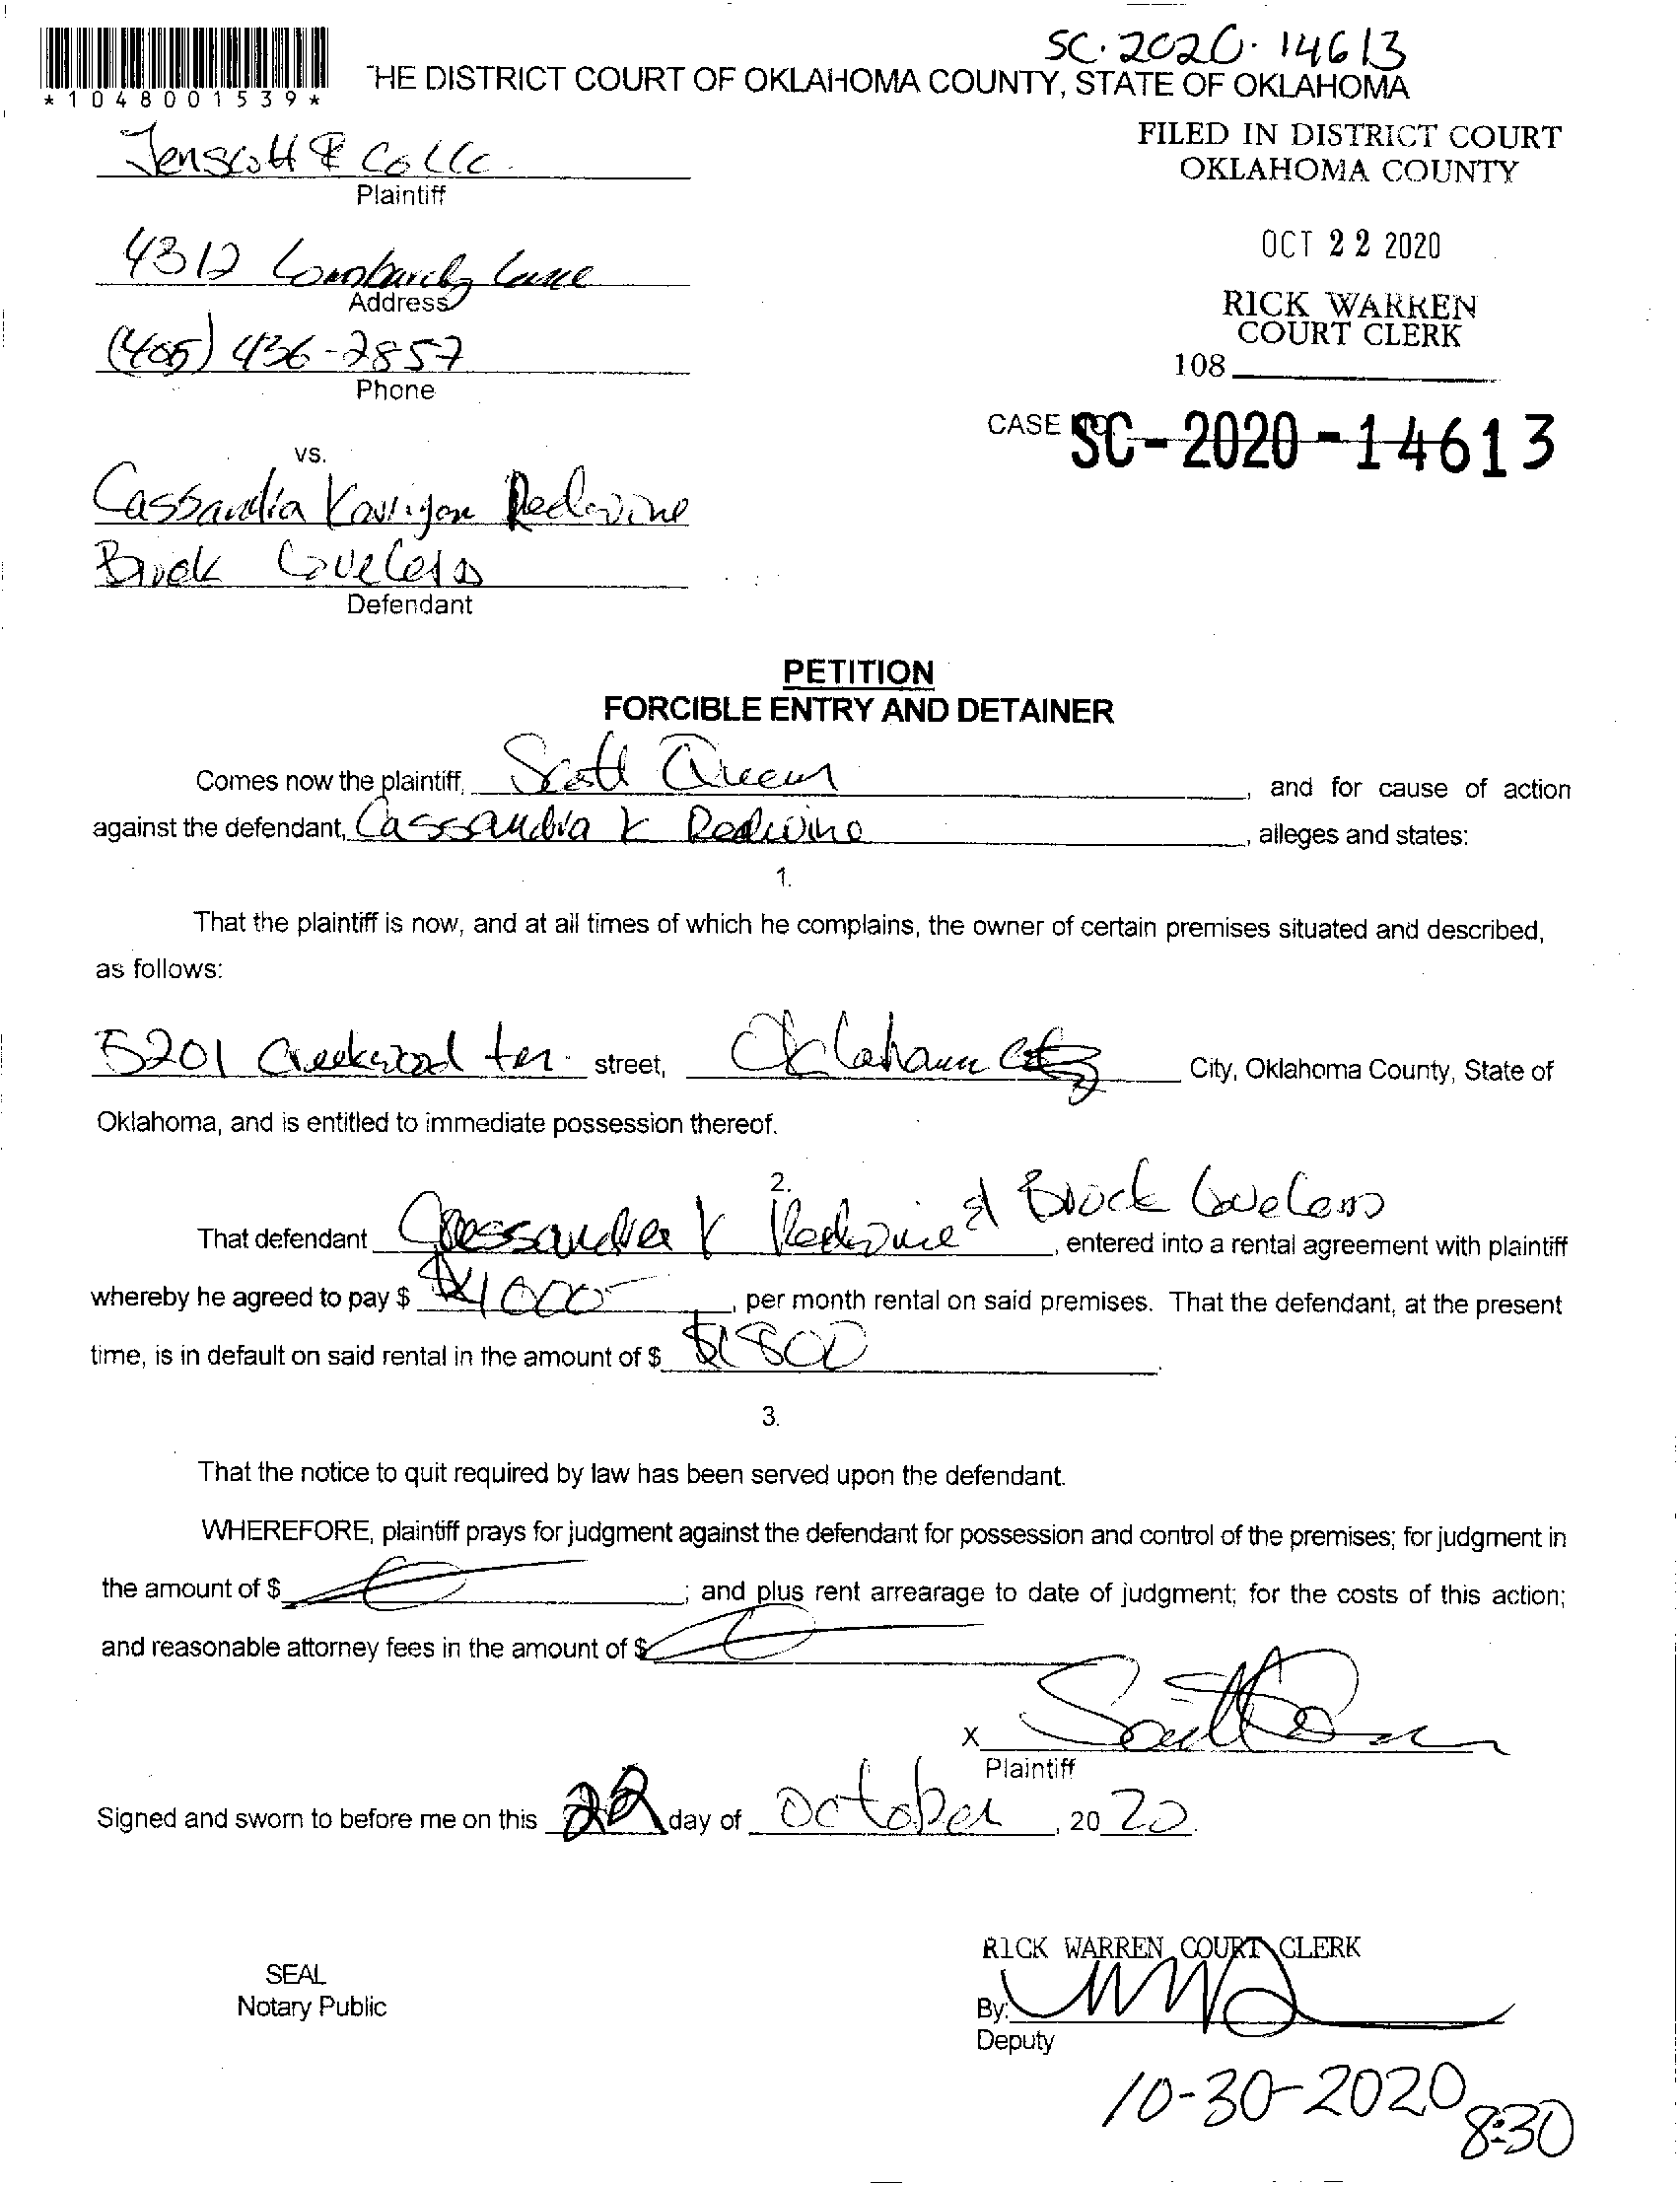 SC-2020-14613
*1048001539*
THE DISTRICT COURT OF OKLAHOMA COUNTY, STATE OF OKLAHOMA
FILED IN DISTRICT COURT
OKLAHOMA COUNTY
OCT 22 2020
RICK WARREN
COURT CLERK
108
Jenscott & Co LLC.
Plaintiff
4312 Lombardy Lane
Address
(405) 436-2857
Phone
CASE NO. SC-2020-14613
vs.
Cassandra Redwine
Brock Loveless
Defendant
PETITION
FORCIBLE ENTRY AND DETAINER
Comes now the plaintiff, Scott Queen, and for cause of action
against the defendant, Cassandra K Redwine, alleges and states:
1.
That the plaintiff is now, and at all times of which he complains, the owner of certain premises situated and described,
as follows:
5201 Creekwood ter. street, Oklahoma City City, Oklahoma County, State of
Oklahoma, and is entitled to immediate possession thereof.
2.
That defendant Cassandra K Redwine & Brock Loveless, entered into a rental agreement with plaintiff
whereby he agreed to pay $ $1000-, per month rental on said premises. That the defendant, at the present
time, is in default on said rental in the amount of $ $1800.
3.
That the notice to quit required by law has been served upon the defendant.
WHEREFORE, plaintiff prays for judgment against the defendant for possession and control of the premises; for judgment in
the amount of $; and plus rent arrearage to date of judgment; for the costs of this action;
and reasonable attorney fees in the amount of $
X
Plaintiff
Signed and sworn to before me on this 22 day of October, 2020.
RICK WARREN, COURT CLERK
SEAL
Notary Public
By:
Deputy
10-30-2020
8:30